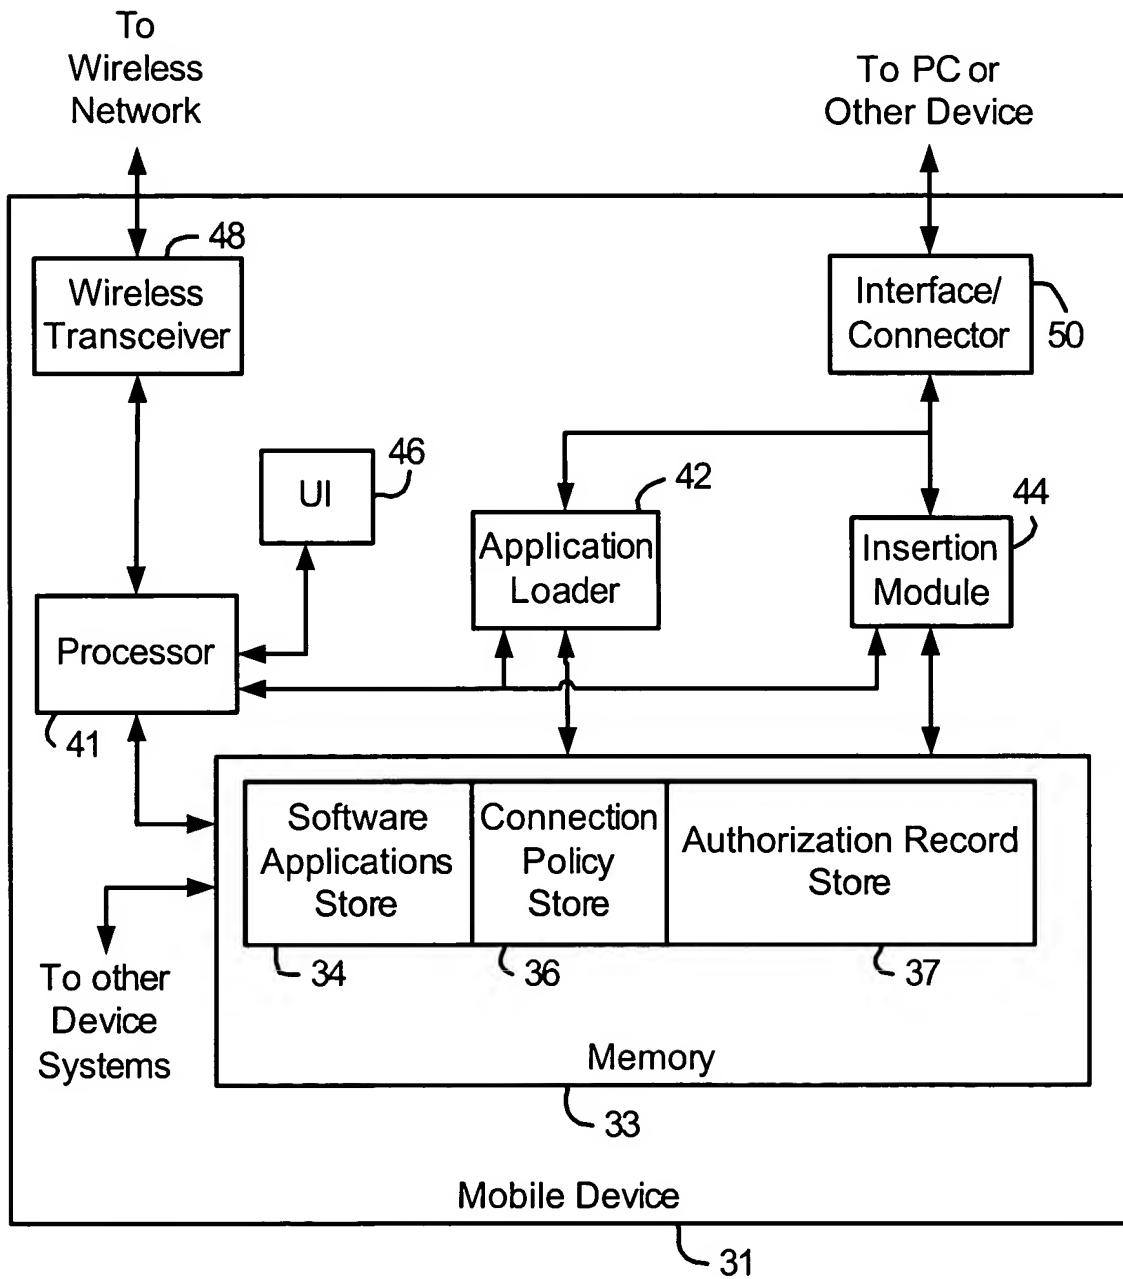 To
Wireless
Network
To PC or
Other Device
48
Wireless
Transceiver
Interface/
Connector
50
46
UI
42
44
Application
Loader
Insertion
Module
Processor
41
Software
Applications
Store
Connection
Policy
Store
Authorization Record
Store
34
36
37
To other
Device
Systems
Memory
33
Mobile Device
31